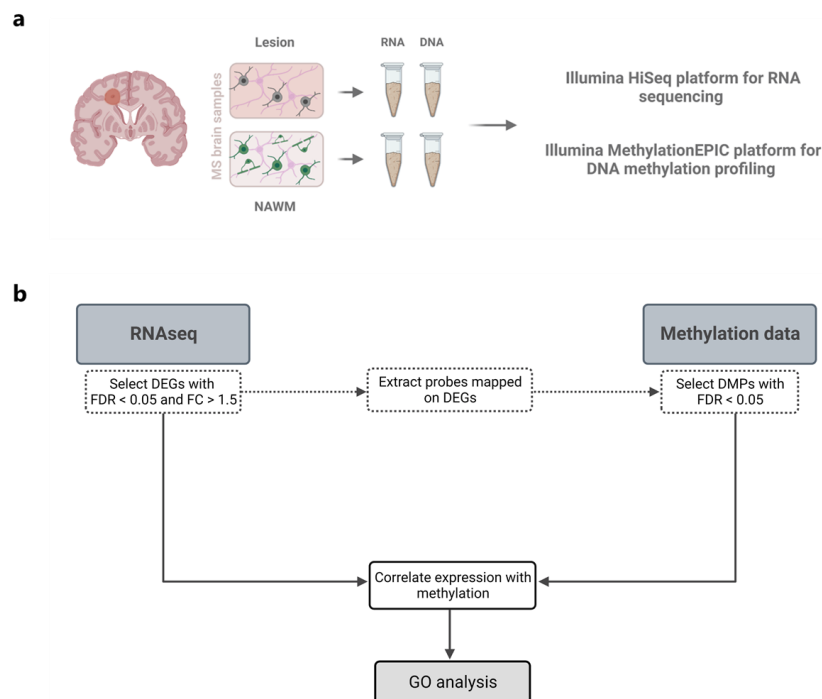 a
Lesion
RNA DNA
MS brain samples
NAWM
Illumina HiSeq platform for RNA
sequencing
Illumina MethylationEPIC platform for
DNA methylation profiling
b
RNAseq
Methylation data
Select DEGs with
FDR < 0.05 and FC > 1.5
Extract probes mapped
on DEGs
Select DMPs with
FDR < 0.05
Correlate expression with
methylation
GO analysis